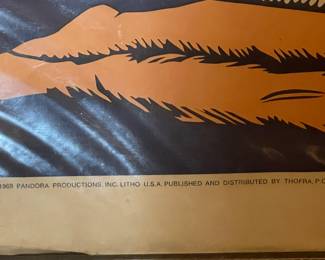 1969 PANDORA PRODUCTIONS, INC. LITHO U.S.A. PUBLISHED AND DISTRIBUTED BY THOFRA, P.O